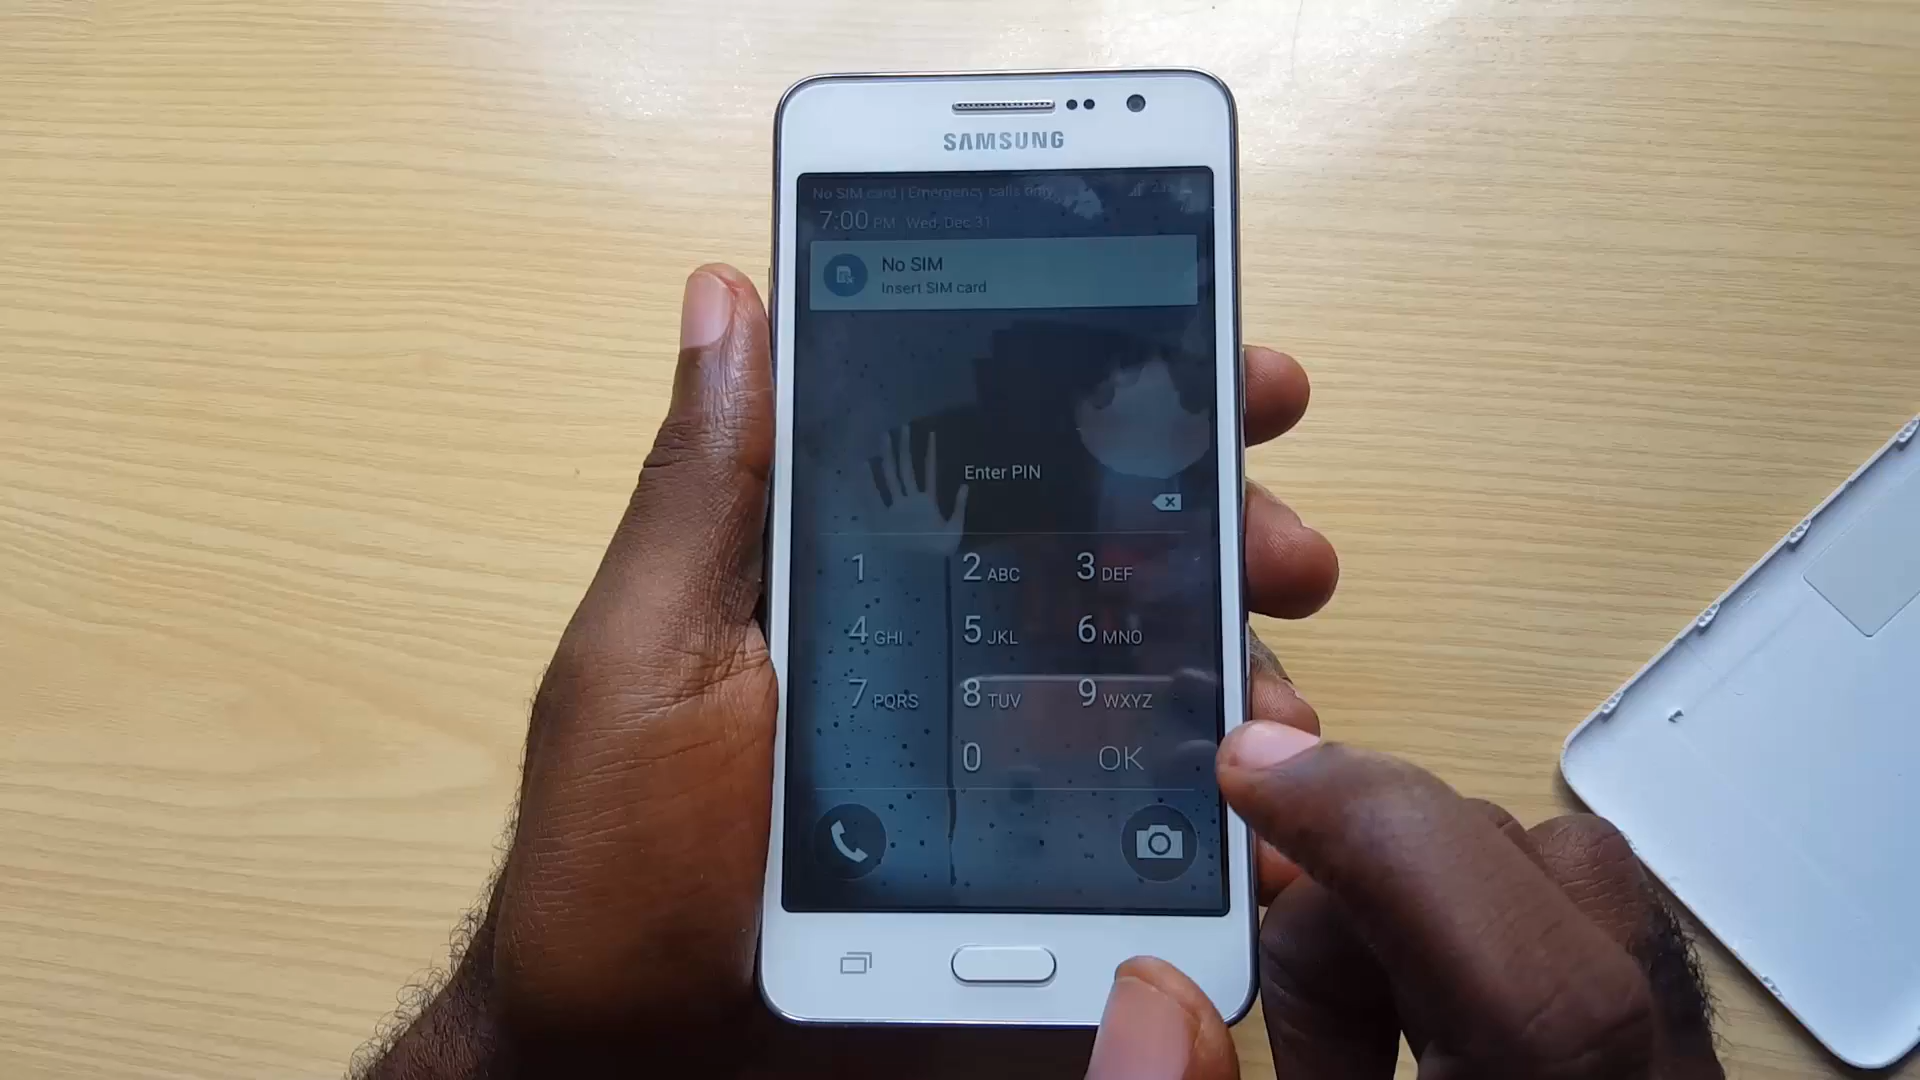 SAMSUNG
No SIM card | Emergency calls only
7:00 PM Wed, Dec 31
No SIM
Insert SIM card
Enter PIN
1 2 ABC 3 DEF
4 GHI 5 JKL 6 MNO
7 PQRS 8 TUV 9 WXYZ
0 OK